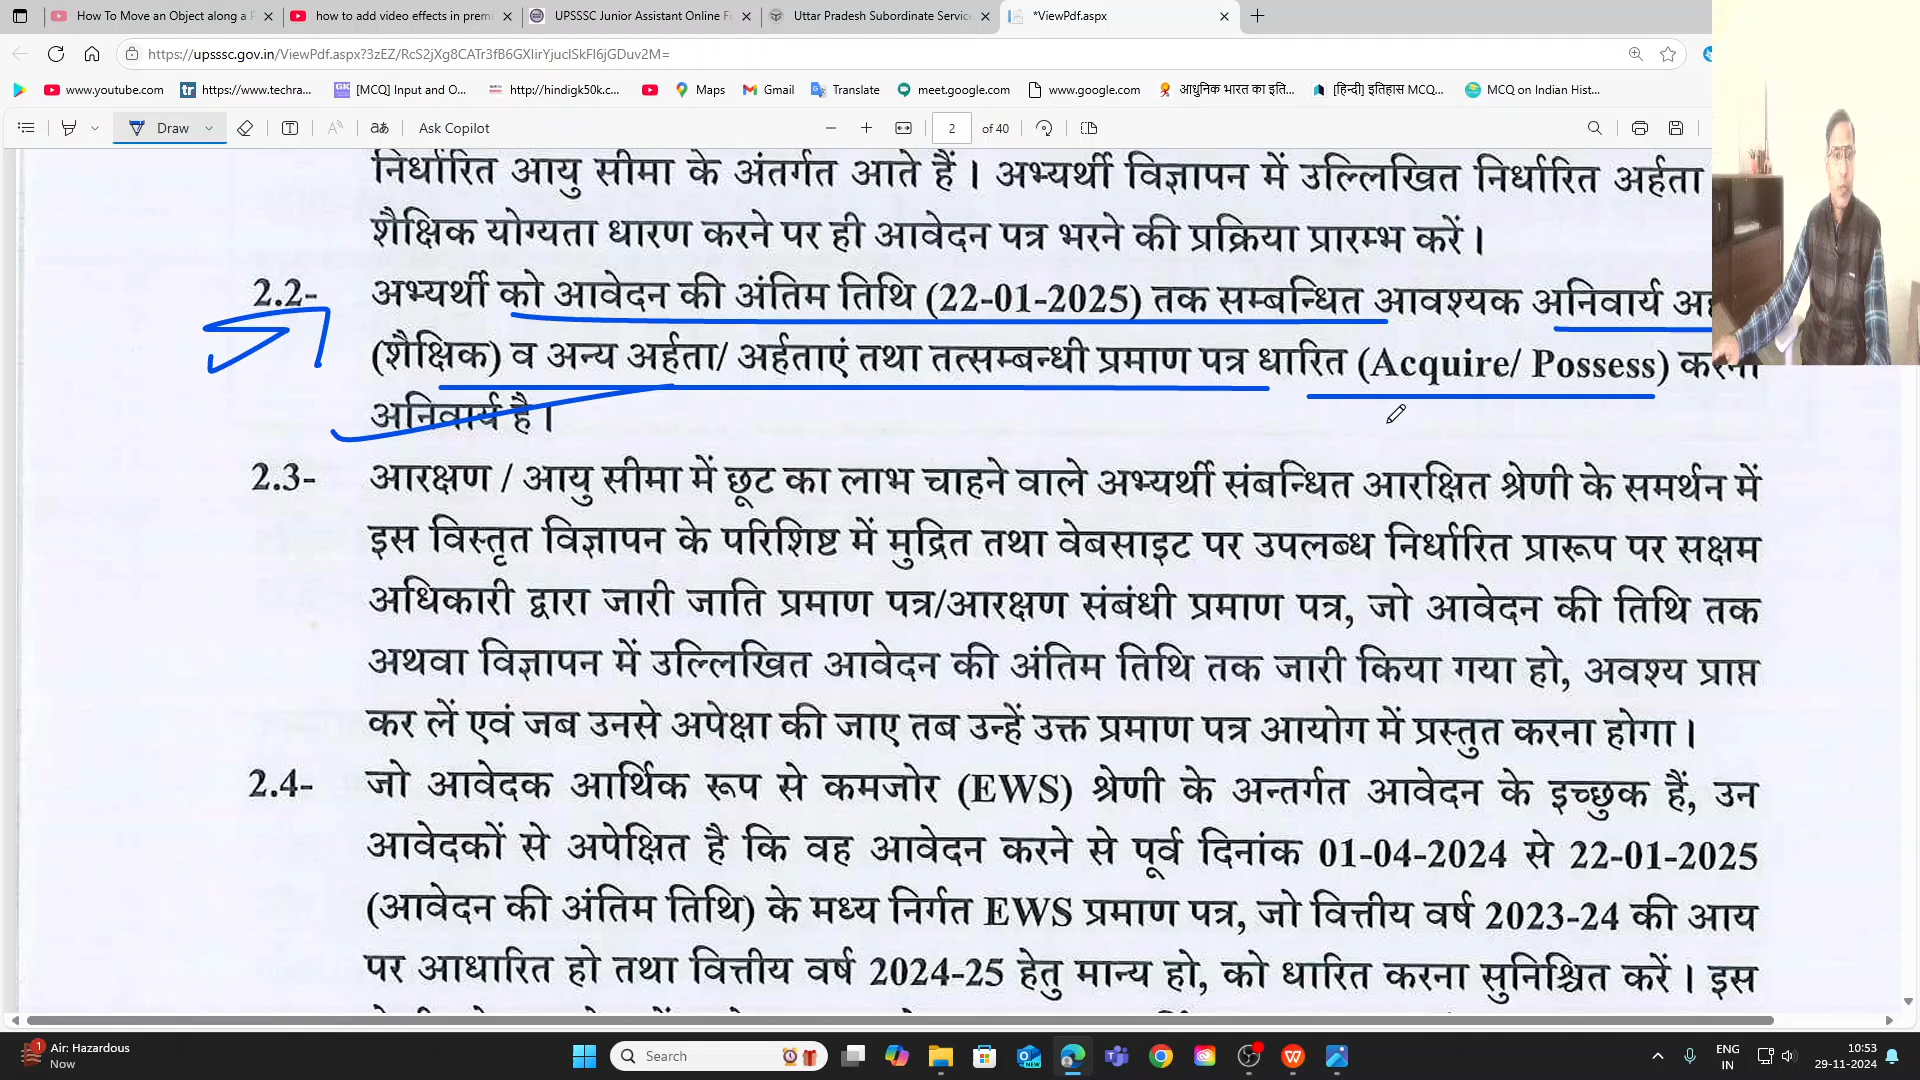 How To Move an Object along a P
how to add video effects in premi
UPSSSC Junior Assistant Online Fo
Uttar Pradesh Subordinate Service
*ViewPdf.aspx
https://upsssc.gov.in/ViewPdf.aspx?3zEZ/RcS2jXg8CATr3fB6GXIirYjuclSkFl6jGDuv2M=
www.youtube.com
https://www.techra...
[MCQ] Input and O...
http://hindigk50k.c...
Maps
Gmail
Translate
meet.google.com
www.google.com
आधुनिक भारत का इति...
[हिन्दी] इतिहास MCQ...
MCQ on Indian Hist...
Draw
Ask Copilot
2 of 40
निर्धारित आयु सीमा के अंतर्गत आते हैं। अभ्यर्थी विज्ञापन में उल्लिखित निर्धारित अर्हता
शैक्षिक योग्यता धारण करने पर ही आवेदन पत्र भरने की प्रक्रिया प्रारम्भ करें।
2.2- अभ्यर्थी को आवेदन की अंतिम तिथि (22-01-2025) तक सम्बन्धित आवश्यक अनिवार्य
(शैक्षिक) व अन्य अर्हता/ अर्हताएं तथा तत्सम्बन्धी प्रमाण पत्र धारित (Acquire/ Possess) करना
अनिवार्य है।
2.3- आरक्षण / आयु सीमा में छूट का लाभ चाहने वाले अभ्यर्थी संबन्धित आरक्षित श्रेणी के समर्थन में
इस विस्तृत विज्ञापन के परिशिष्ट में मुद्रित तथा वेबसाइट पर उपलब्ध निर्धारित प्रारूप पर सक्षम
अधिकारी द्वारा जारी जाति प्रमाण पत्र/आरक्षण संबंधी प्रमाण पत्र, जो आवेदन की तिथि तक
अथवा विज्ञापन में उल्लिखित आवेदन की अंतिम तिथि तक जारी किया गया हो, अवश्य प्राप्त
कर लें एवं जब उनसे अपेक्षा की जाए तब उन्हें उक्त प्रमाण पत्र आयोग में प्रस्तुत करना होगा।
2.4- जो आवेदक आर्थिक रूप से कमजोर (EWS) श्रेणी के अन्तर्गत आवेदन के इच्छुक हैं, उन
आवेदकों से अपेक्षित है कि वह आवेदन करने से पूर्व दिनांक 01-04-2024 से 22-01-2025
(आवेदन की अंतिम तिथि) के मध्य निर्गत EWS प्रमाण पत्र, जो वित्तीय वर्ष 2023-24 की आय
पर आधारित हो तथा वित्तीय वर्ष 2024-25 हेतु मान्य हो, को धारित करना सुनिश्चित करें। इस
Air: Hazardous
Now
Search
ENG
IN
10:53
29-11-2024